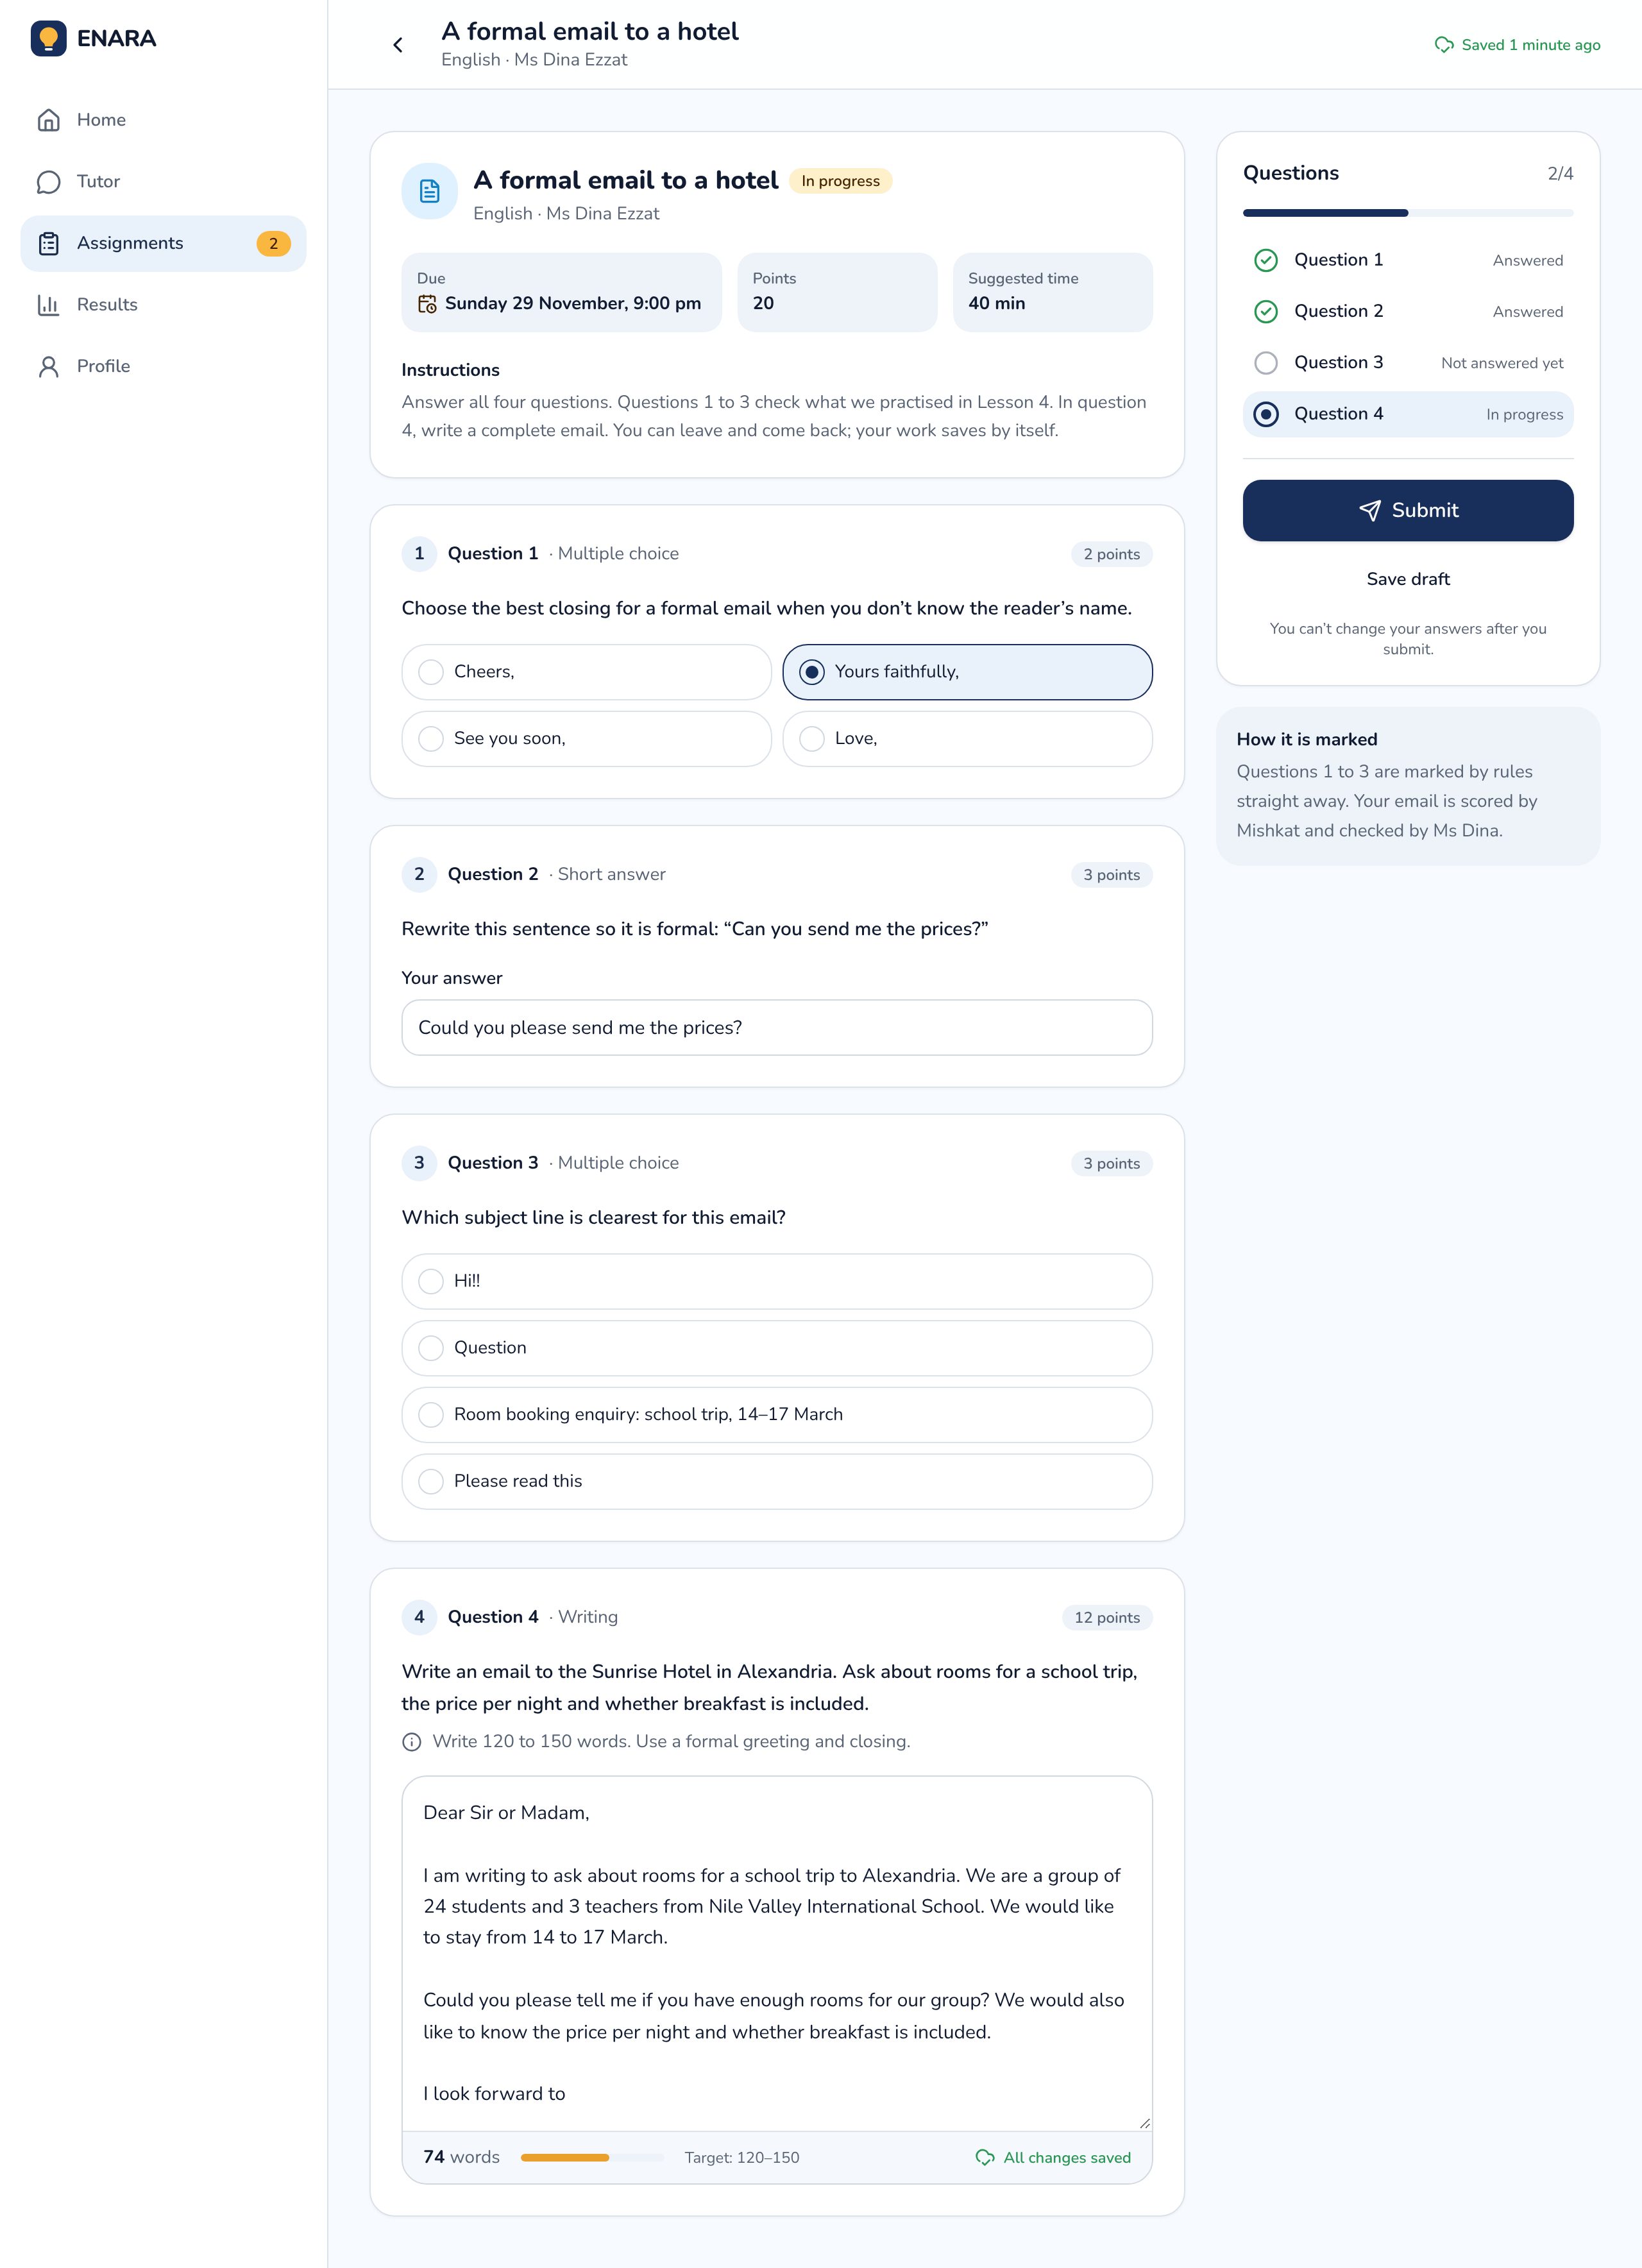 ENARA
Home
Tutor
Assignments 2
Results
Profile
A formal email to a hotel
English · Ms Dina Ezzat
Saved 1 minute ago
A formal email to a hotel In progress
English · Ms Dina Ezzat
Due
Sunday 29 November, 9:00 pm
Points
20
Suggested time
40 min
Instructions
Answer all four questions. Questions 1 to 3 check what we practised in Lesson 4. In question
4, write a complete email. You can leave and come back; your work saves by itself.
1 Question 1 · Multiple choice 2 points
Choose the best closing for a formal email when you don’t know the reader’s name.
Cheers,
Yours faithfully,
See you soon,
Love,
2 Question 2 · Short answer 3 points
Rewrite this sentence so it is formal: “Can you send me the prices?”
Your answer
Could you please send me the prices?
3 Question 3 · Multiple choice 3 points
Which subject line is clearest for this email?
Hi!!
Question
Room booking enquiry: school trip, 14–17 March
Please read this
4 Question 4 · Writing 12 points
Write an email to the Sunrise Hotel in Alexandria. Ask about rooms for a school trip,
the price per night and whether breakfast is included.
Write 120 to 150 words. Use a formal greeting and closing.
Dear Sir or Madam,
I am writing to ask about rooms for a school trip to Alexandria. We are a group of
24 students and 3 teachers from Nile Valley International School. We would like
to stay from 14 to 17 March.
Could you please tell me if you have enough rooms for our group? We would also
like to know the price per night and whether breakfast is included.
I look forward to
74 words Target: 120–150 All changes saved
Questions 2/4
Question 1 Answered
Question 2 Answered
Question 3 Not answered yet
Question 4 In progress
Submit
Save draft
You can’t change your answers after you
submit.
How it is marked
Questions 1 to 3 are marked by rules
straight away. Your email is scored by
Mishkat and checked by Ms Dina.